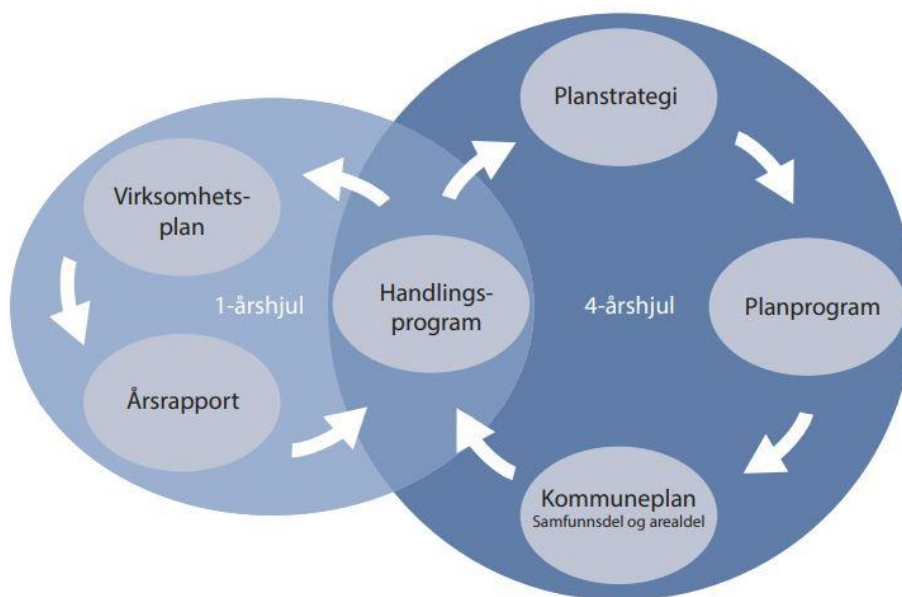 Planstrategi
Virksomhets-
plan
1-årshjul
Handlings-
program
4-årshjul
Planprogram
Årsrapport
Kommuneplan
Samfunnsdel og arealdel